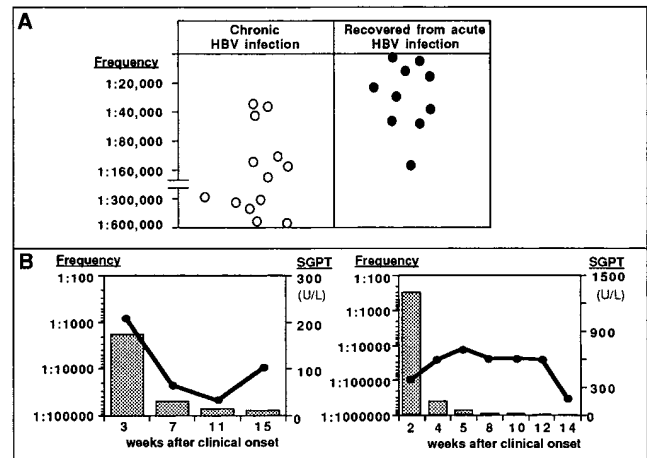 A
Chronic
HBV infection
Recovered from acute
HBV infection
Frequency
1:20,000
1:40,000
1:80,000
1:160,000
1:300,000
1:600,000
B
Frequency
SGPT
(U/L)
1:100
1:1000
1:10000
1:100000
300
200
100
0
3 7 11 15
weeks after clinical onset
Frequency
SGPT
(U/L)
1:100
1:1000
1:10000
1:100000
1:1000000
1500
1200
900
600
300
0
2 4 5 8 10 12 14
weeks after clinical onset